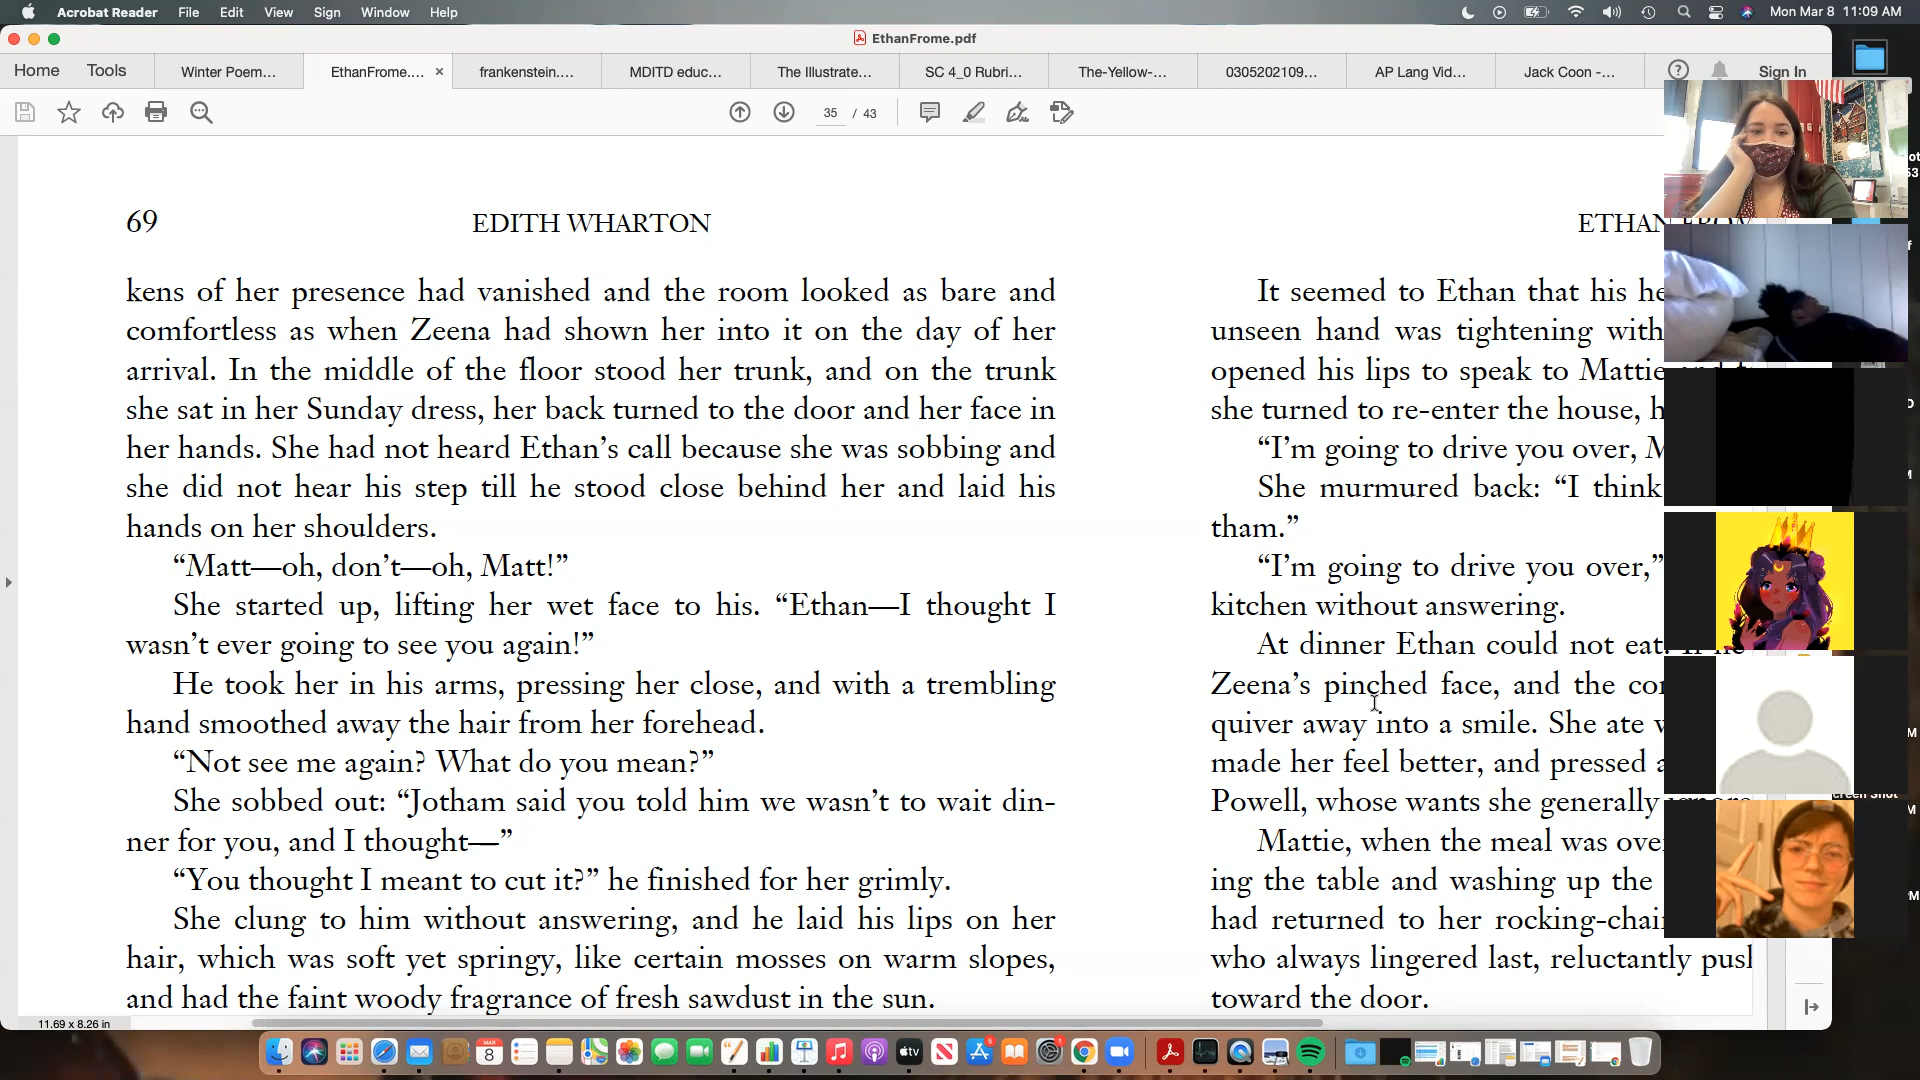 Acrobat Reader File Edit View Sign Window Help Mon Mar 8 11:09 AM
EthanFrome.pdf
Home Tools Winter Poem... EthanFrome.... × frankenstein.... MDITD educ... The Illustrate... SC 4_0 Rubri... The-Yellow-... 0305202109... AP Lang Vid... Jack Coon -... Sign In
35 / 43
69 EDITH WHARTON
kens of her presence had vanished and the room looked as bare and
comfortless as when Zeena had shown her into it on the day of her
arrival. In the middle of the floor stood her trunk, and on the trunk
she sat in her Sunday dress, her back turned to the door and her face in
her hands. She had not heard Ethan’s call because she was sobbing and
she did not hear his step till he stood close behind her and laid his
hands on her shoulders.
“Matt—oh, don’t—oh, Matt!”
She started up, lifting her wet face to his. “Ethan—I thought I
wasn’t ever going to see you again!”
He took her in his arms, pressing her close, and with a trembling
hand smoothed away the hair from her forehead.
“Not see me again? What do you mean?”
She sobbed out: “Jotham said you told him we wasn’t to wait din-
ner for you, and I thought—”
“You thought I meant to cut it?” he finished for her grimly.
She clung to him without answering, and he laid his lips on her
hair, which was soft yet springy, like certain mosses on warm slopes,
and had the faint woody fragrance of fresh sawdust in the sun.
ETHAN
It seemed to Ethan that his he
unseen hand was tightening with
opened his lips to speak to Mattie
she turned to re-enter the house, h
“I’m going to drive you over, M
She murmured back: “I think
tham.”
“I’m going to drive you over,”
kitchen without answering.
At dinner Ethan could not eat.
Zeena’s pinched face, and the cor
quiver away into a smile. She ate w
made her feel better, and pressed a
Powell, whose wants she generally
Mattie, when the meal was over
ing the table and washing up the
had returned to her rocking-chair
who always lingered last, reluctantly push
toward the door.
11.69 x 8.26 in